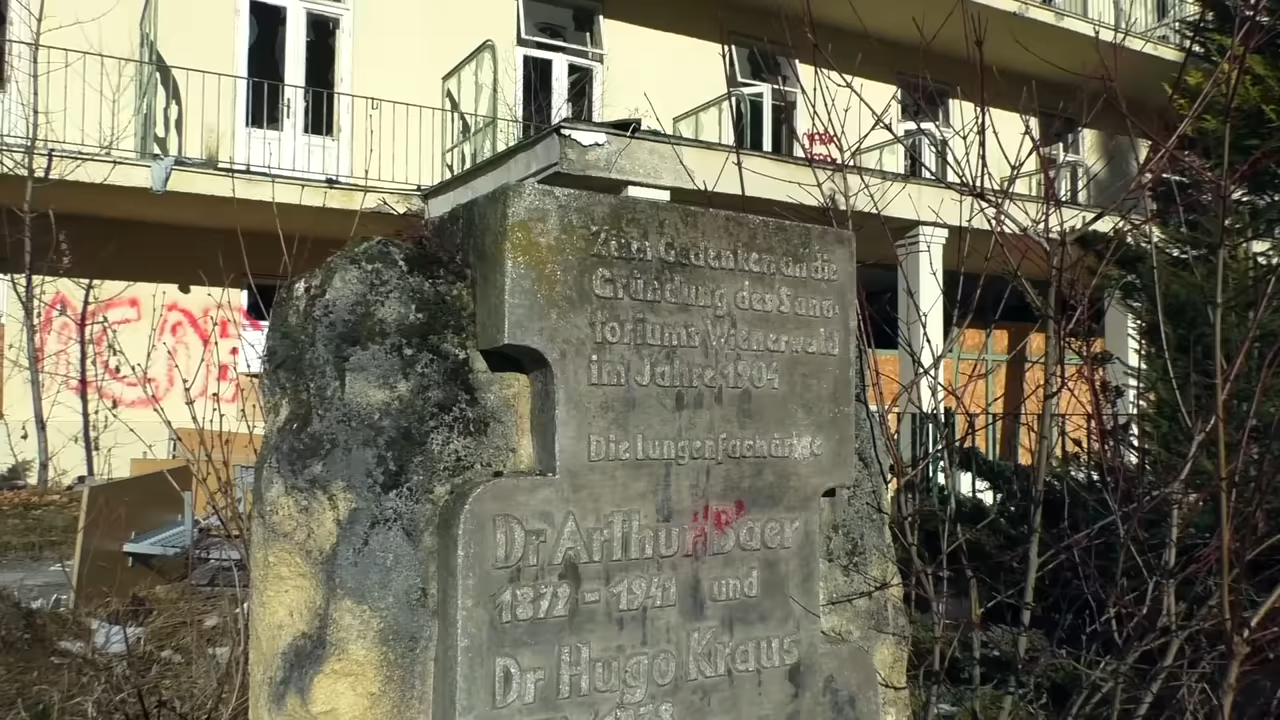 Zum Gedenken an die
Gründung des Sana-
toriums Wienerwald
im Jahre 1904
Die Lungenfachärzte
Dr Arthur Baer
1872 – 1941 und
Dr Hugo Kraus